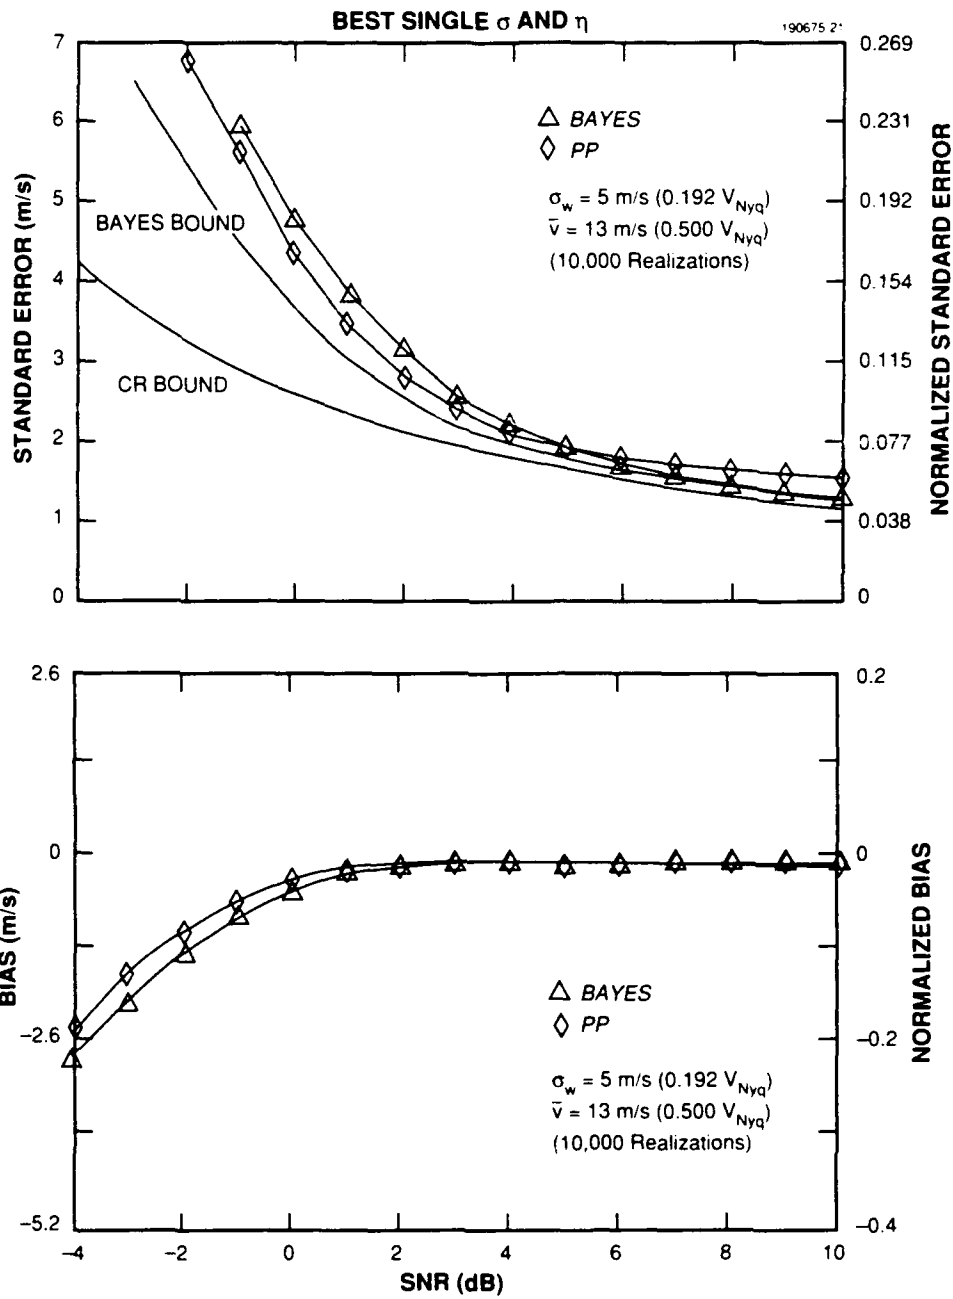 BEST SINGLE σ AND η
190675 21
7
6
5
4
3
2
1
0
STANDARD ERROR (m/s)
0.269
0.231
0.192
0.154
0.115
0.077
0.038
0
NORMALIZED STANDARD ERROR
△ BAYES
◇ PP
σw = 5 m/s (0.192 VNyq)
v̄ = 13 m/s (0.500 VNyq)
(10,000 Realizations)
BAYES BOUND
CR BOUND
2.6
0
−2.6
−5.2
BIAS (m/s)
0.2
0
−0.2
−0.4
NORMALIZED BIAS
△ BAYES
◇ PP
σw = 5 m/s (0.192 VNyq)
v̄ = 13 m/s (0.500 VNyq)
(10,000 Realizations)
−4 −2 0 2 4 6 8 10
SNR (dB)